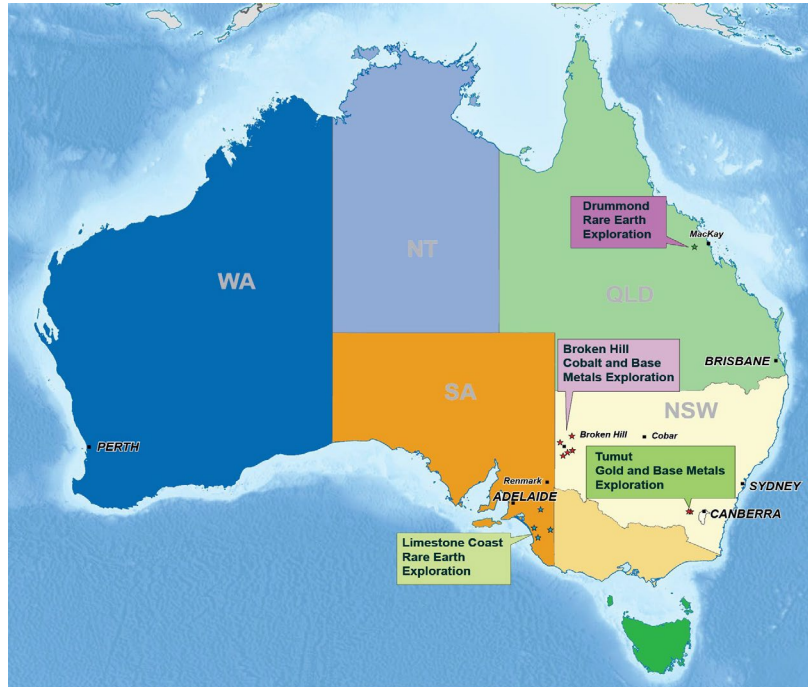 Drummond
Rare Earth
Exploration
MacKay
NT
WA
QLD
Broken Hill
Cobalt and Base
Metals Exploration
BRISBANE
SA
NSW
Broken Hill
Cobar
PERTH
Tumut
Gold and Base Metals
Exploration
Renmark
SYDNEY
ADELAIDE
CANBERRA
Limestone Coast
Rare Earth
Exploration